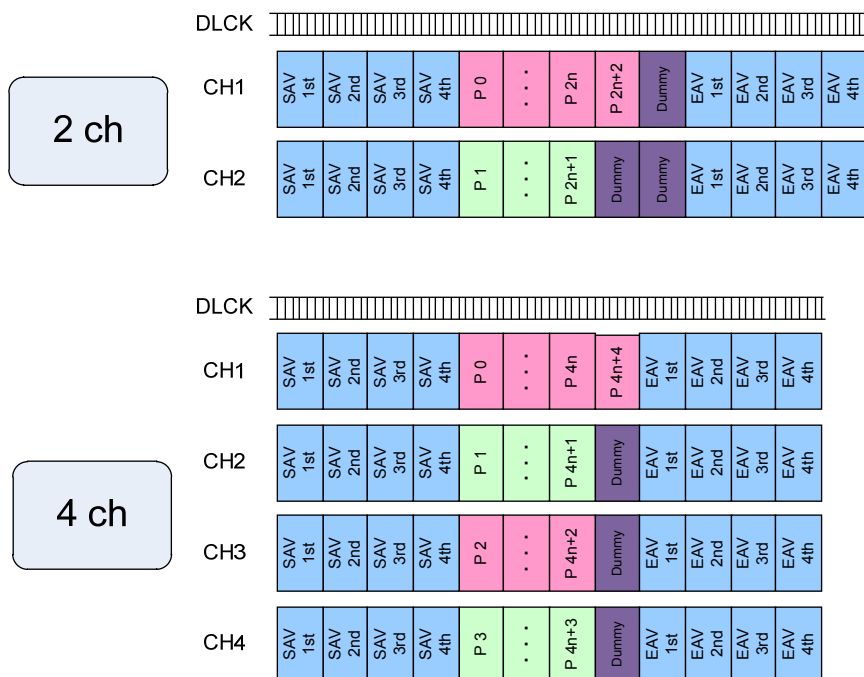 DLCK
2 ch
CH1 SAV 1st SAV 2nd SAV 3rd SAV 4th P 0 · · · P 2n P 2n+2 Dummy EAV 1st EAV 2nd EAV 3rd EAV 4th
CH2 SAV 1st SAV 2nd SAV 3rd SAV 4th P 1 · · · P 2n+1 Dummy Dummy EAV 1st EAV 2nd EAV 3rd EAV 4th
DLCK
4 ch
CH1 SAV 1st SAV 2nd SAV 3rd SAV 4th P 0 · · · P 4n P 4n+4 EAV 1st EAV 2nd EAV 3rd EAV 4th
CH2 SAV 1st SAV 2nd SAV 3rd SAV 4th P 1 · · · P 4n+1 Dummy EAV 1st EAV 2nd EAV 3rd EAV 4th
CH3 SAV 1st SAV 2nd SAV 3rd SAV 4th P 2 · · · P 4n+2 Dummy EAV 1st EAV 2nd EAV 3rd EAV 4th
CH4 SAV 1st SAV 2nd SAV 3rd SAV 4th P 3 · · · P 4n+3 Dummy EAV 1st EAV 2nd EAV 3rd EAV 4th